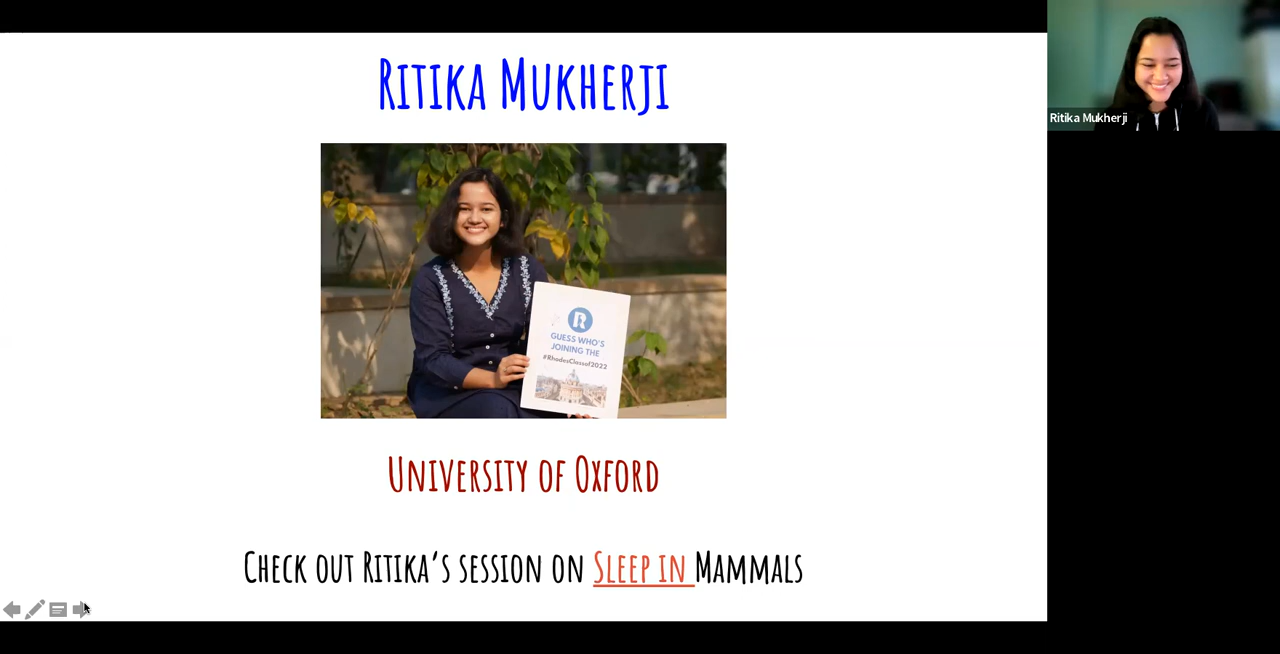 Ritika Mukherji
Ritika Mukherji
R
GUESS WHO'S
JOINING THE
#RhodesClassof2022
University of Oxford
Check out Ritika's session on Sleep in Mammals